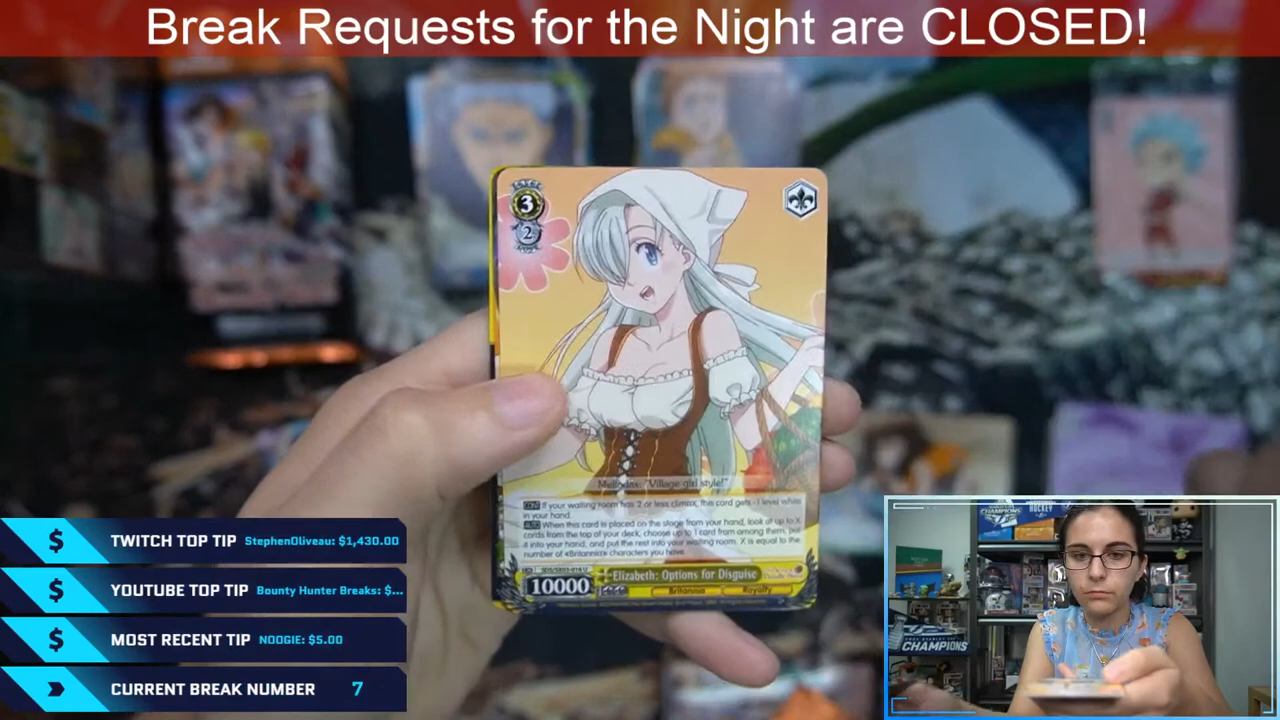 Break Requests for the Night are CLOSED!
3
2
Meliodas: "Village girl style!"
CONT If your waiting room has 2 or less climax, this card gets -1 level while
in your hand.
AUTO When this card is placed on the stage from your hand, look at up to X
cards from the top of your deck, choose up to 1 card from among them, put
it into your hand, and put the rest into your waiting room. X is equal to the
number of «Britannia» characters you have.
10000
Elizabeth: Options for Disguise
Britannia
Royalty
$ TWITCH TOP TIP StephenOliveau: $1,430.00
$ YOUTUBE TOP TIP Bounty Hunter Breaks: $...
$ MOST RECENT TIP NOOGIE: $5.00
CURRENT BREAK NUMBER 7
CHAMPIONS
HOCKEY
CHAMPIONS